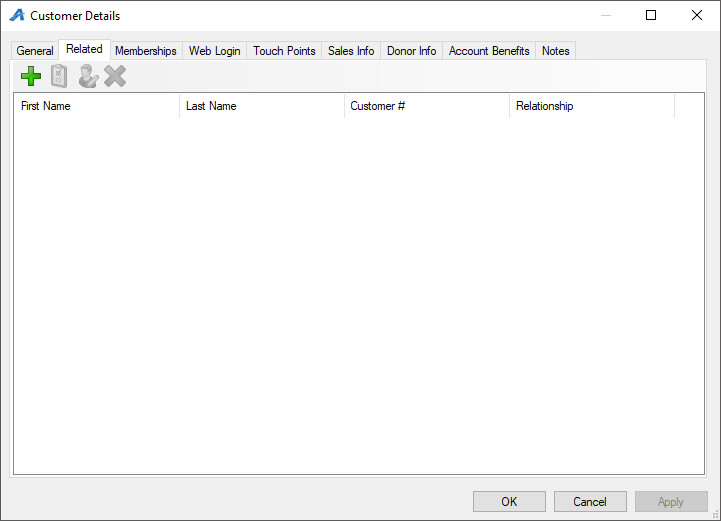 Customer Details
General Related Memberships Web Login Touch Points Sales Info Donor Info Account Benefits Notes
First Name Last Name Customer # Relationship
OK Cancel Apply